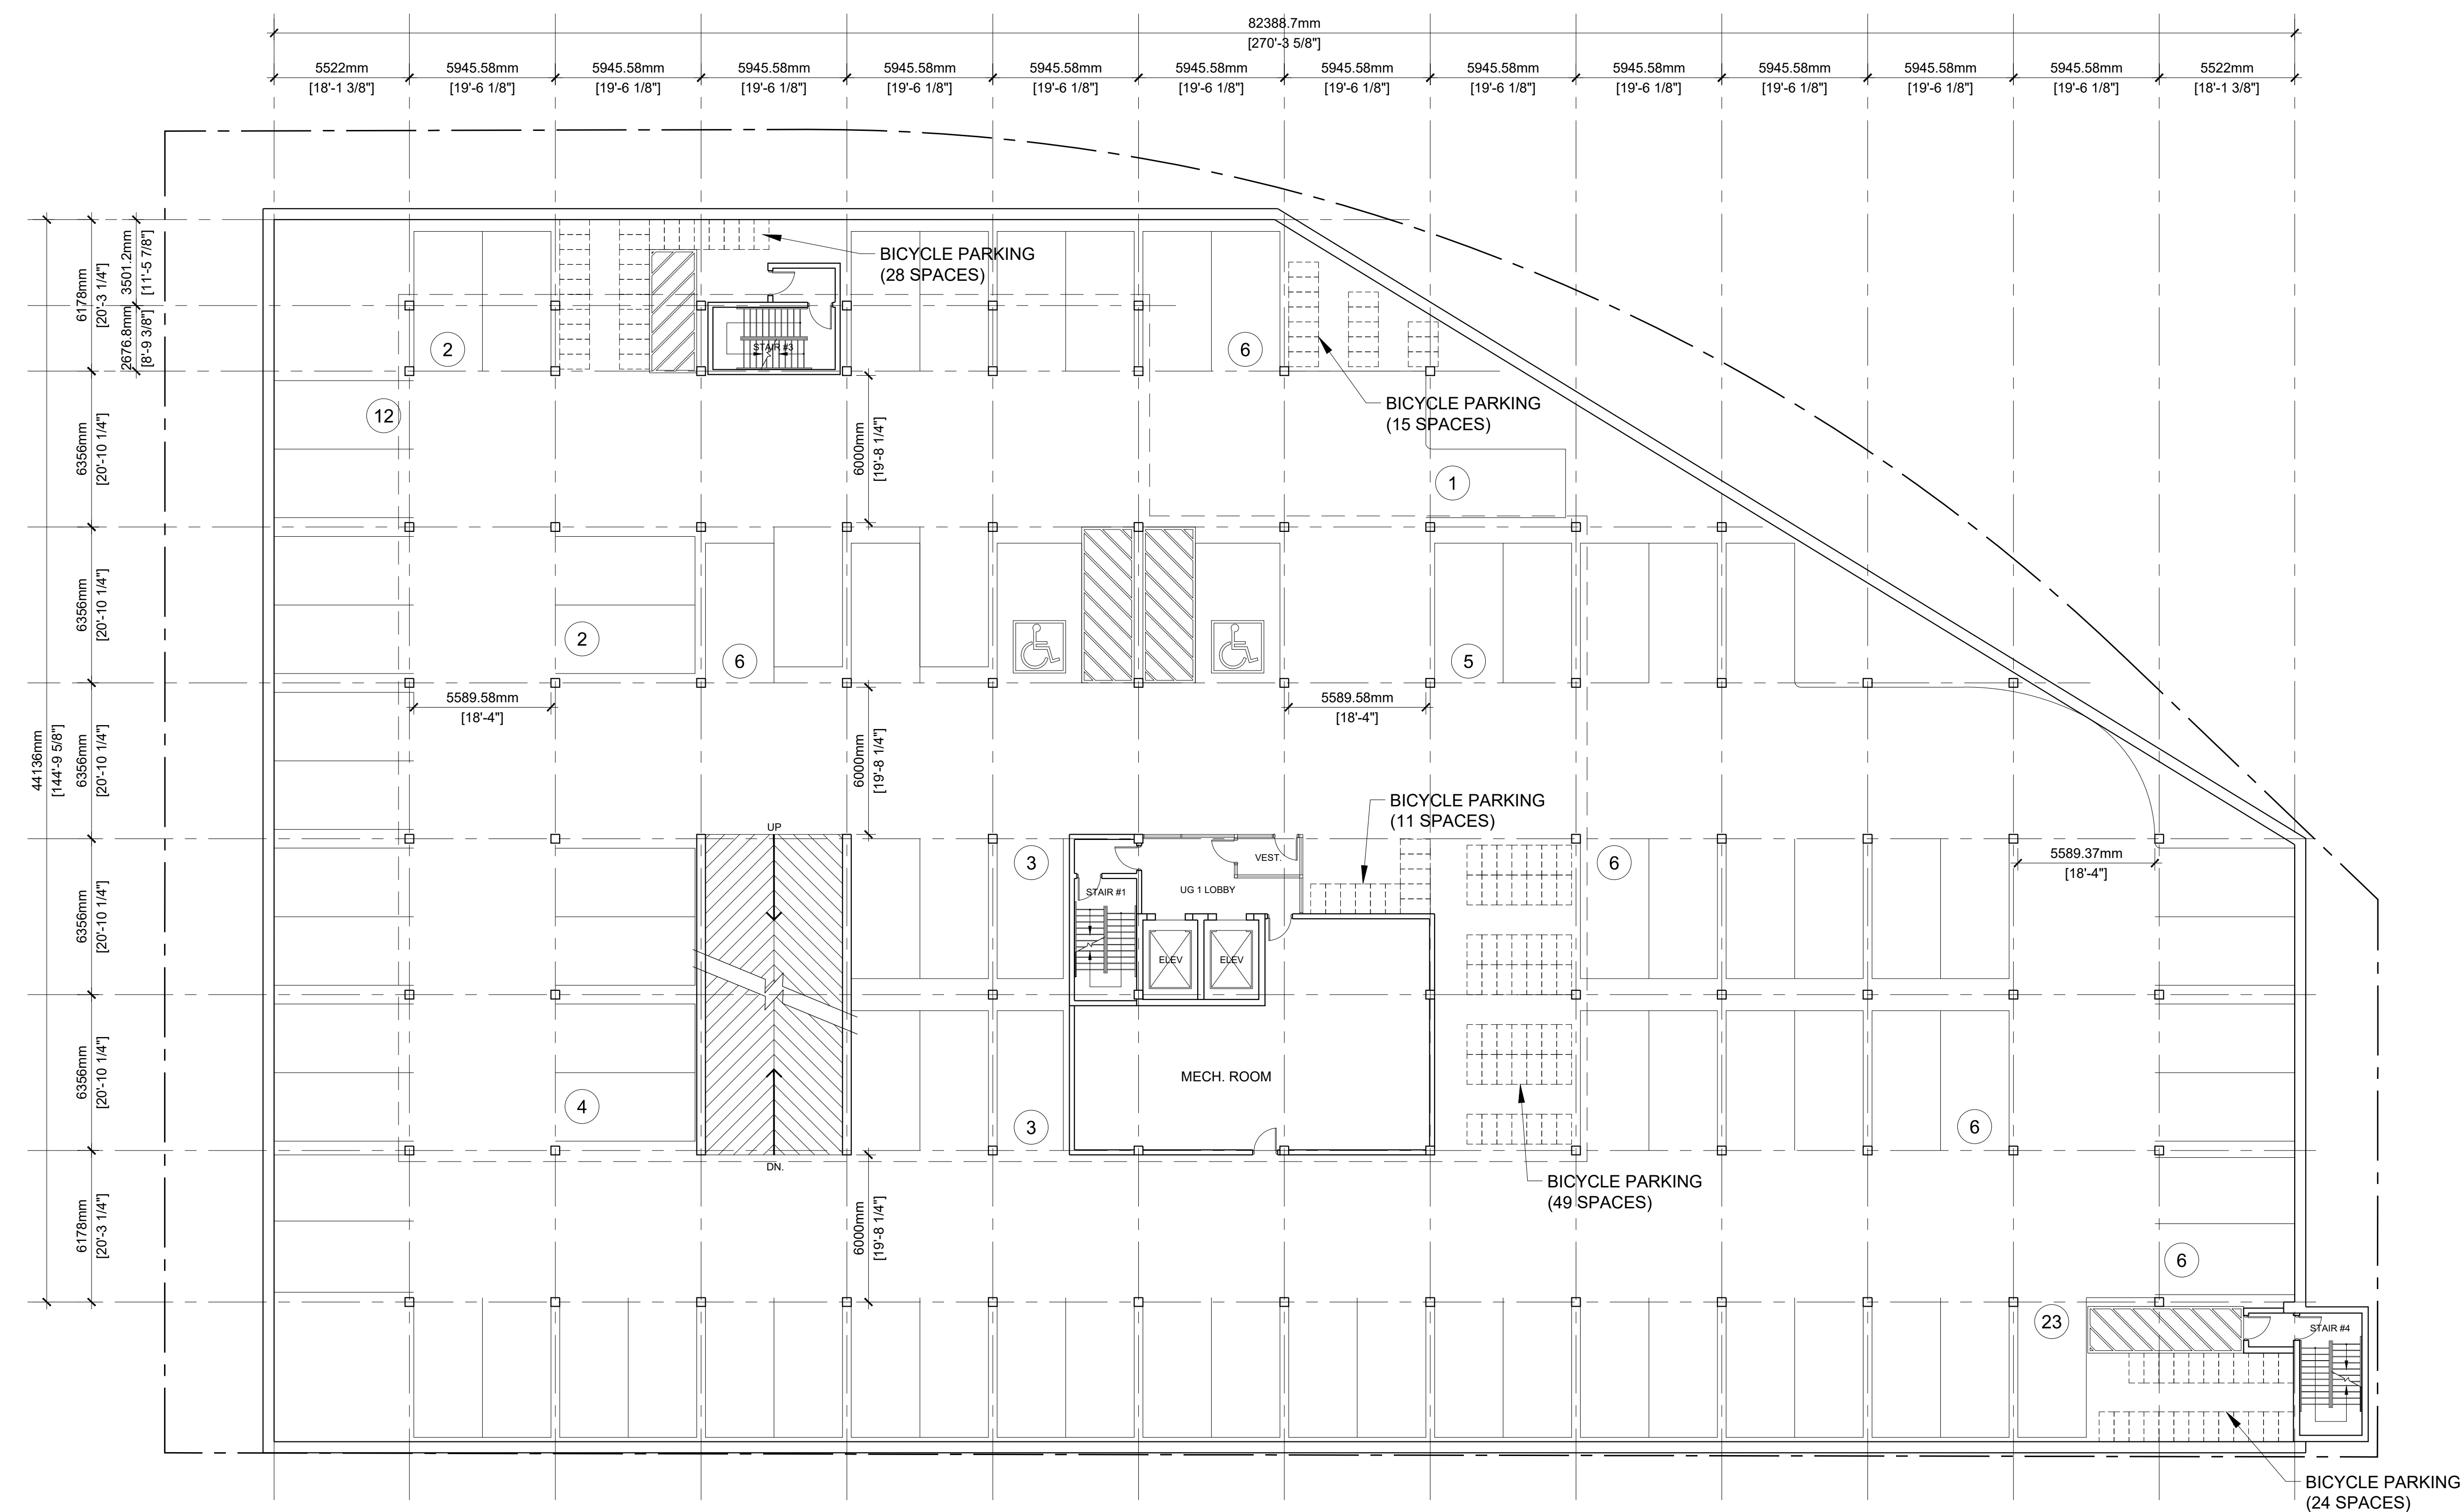 82388.7mm
[270'-3 5/8"]
5522mm
[18'-1 3/8"]
5945.58mm
[19'-6 1/8"]
5945.58mm
[19'-6 1/8"]
5945.58mm
[19'-6 1/8"]
5945.58mm
[19'-6 1/8"]
5945.58mm
[19'-6 1/8"]
5945.58mm
[19'-6 1/8"]
5945.58mm
[19'-6 1/8"]
5945.58mm
[19'-6 1/8"]
5945.58mm
[19'-6 1/8"]
5945.58mm
[19'-6 1/8"]
5945.58mm
[19'-6 1/8"]
5945.58mm
[19'-6 1/8"]
5522mm
[18'-1 3/8"]
44136mm
[144'-9 5/8"]
6178mm
[20'-3 1/4"]
3501.2mm
[11'-5 7/8"]
2676.8mm
[8'-9 3/8"]
6356mm
[20'-10 1/4"]
6356mm
[20'-10 1/4"]
6356mm
[20'-10 1/4"]
6356mm
[20'-10 1/4"]
6356mm
[20'-10 1/4"]
6178mm
[20'-3 1/4"]
BICYCLE PARKING
(28 SPACES)
STAIR #3
2
6
12
BICYCLE PARKING
(15 SPACES)
6000mm
[19'-8 1/4"]
1
2
6
5
5589.58mm
[18'-4"]
5589.58mm
[18'-4"]
6000mm
[19'-8 1/4"]
BICYCLE PARKING
(11 SPACES)
UP
3
VEST.
6
5589.37mm
[18'-4"]
STAIR #1
UG 1 LOBBY
ELEV
ELEV
MECH. ROOM
4
3
6
DN.
BICYCLE PARKING
(49 SPACES)
6000mm
[19'-8 1/4"]
6
23
STAIR #4
BICYCLE PARKING
(24 SPACES)